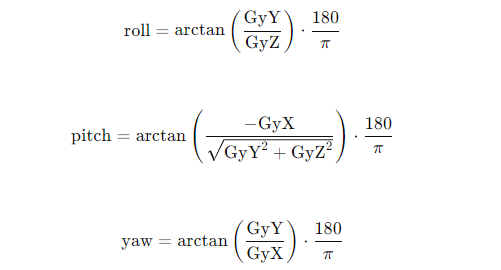 roll = arctan (GyY/GyZ) · 180/π
pitch = arctan (−GyX/√(GyY² + GyZ²)) · 180/π
yaw = arctan (GyY/GyX) · 180/π